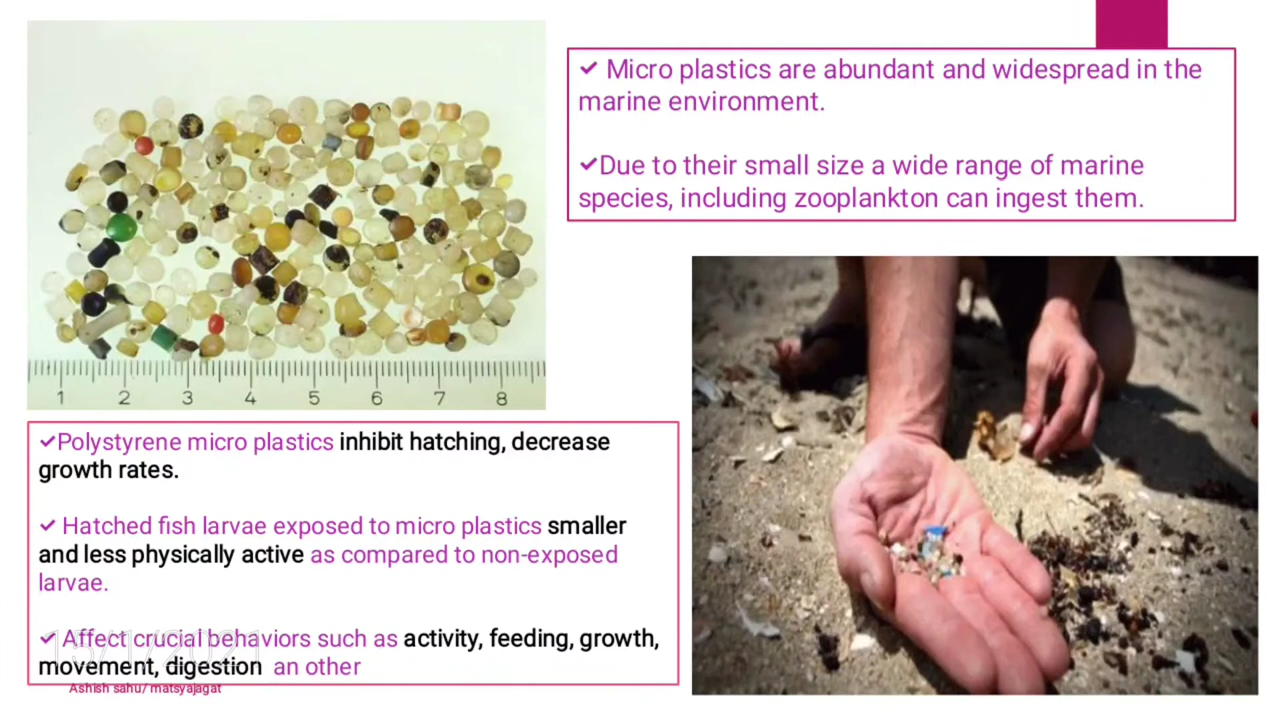 ✔ Micro plastics are abundant and widespread in the
marine environment.
✔Due to their small size a wide range of marine
species, including zooplankton can ingest them.
1 2 3 4 5 6 7 8
✔Polystyrene micro plastics inhibit hatching, decrease
growth rates.
✔ Hatched fish larvae exposed to micro plastics smaller
and less physically active as compared to non-exposed
larvae.
✔ Affect crucial behaviors such as activity, feeding, growth,
movement, digestion an other
15/1/2021
Ashish sahu/ matsyajagat